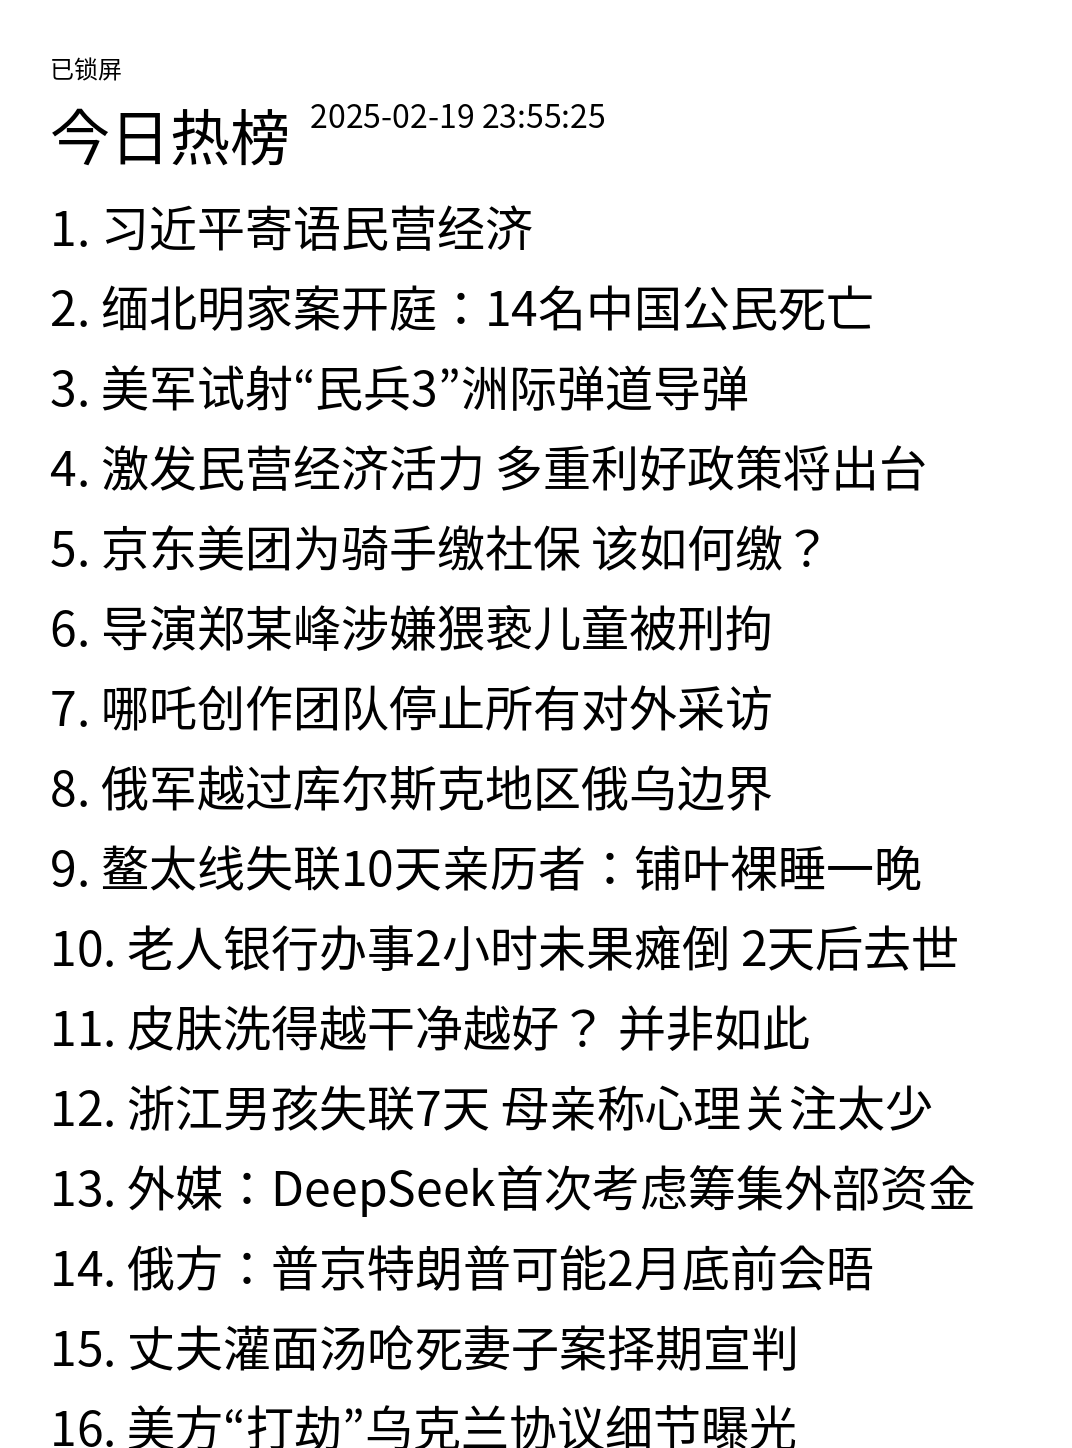 已锁屏
今日热榜 2025-02-19 23:55:25
1. 习近平寄语民营经济
2. 缅北明家案开庭：14名中国公民死亡
3. 美军试射“民兵3”洲际弹道导弹
4. 激发民营经济活力 多重利好政策将出台
5. 京东美团为骑手缴社保 该如何缴？
6. 导演郑某峰涉嫌猥亵儿童被刑拘
7. 哪吒创作团队停止所有对外采访
8. 俄军越过库尔斯克地区俄乌边界
9. 鳌太线失联10天亲历者：铺叶裸睡一晚
10. 老人银行办事2小时未果瘫倒 2天后去世
11. 皮肤洗得越干净越好？ 并非如此
12. 浙江男孩失联7天 母亲称心理关注太少
13. 外媒：DeepSeek首次考虑筹集外部资金
14. 俄方：普京特朗普可能2月底前会晤
15. 丈夫灌面汤呛死妻子案择期宣判
16. 美方“打劫”乌克兰协议细节曝光